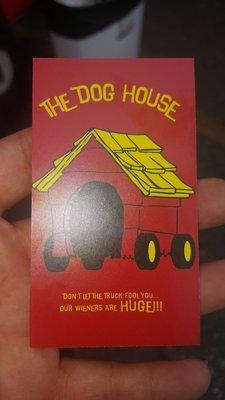 THE DOG HOUSE
"DON'T LET THE TRUCK FOOL YOU...
OUR WIENERS ARE HUGE!!!